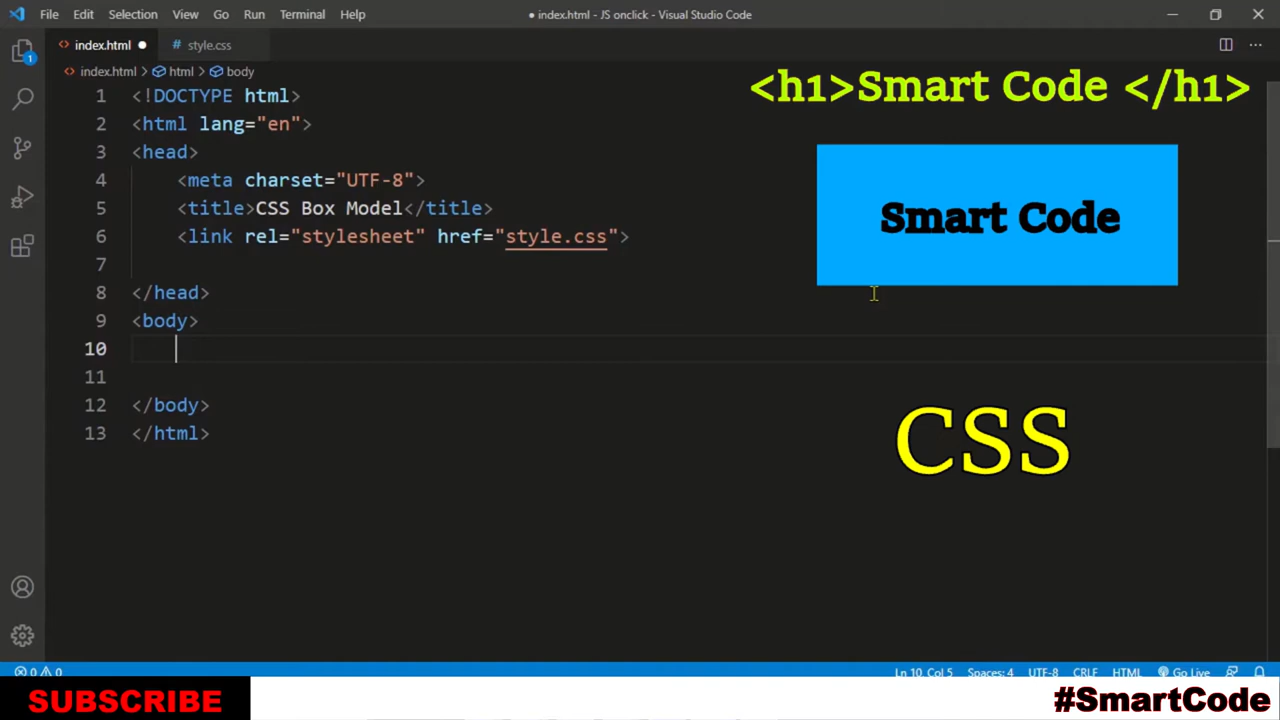 File Edit Selection View Go Run Terminal Help ● index.html - JS onclick - Visual Studio Code
index.html ● # style.css
index.html > html > body
1 <!DOCTYPE html>
2 <html lang="en">
3 <head>
4 <meta charset="UTF-8">
5 <title>CSS Box Model</title>
6 <link rel="stylesheet" href="style.css">
7
8 </head>
9 <body>
10
11
12 </body>
13 </html>
<h1>Smart Code </h1>
Smart Code
CSS
1
0 0 Ln 10, Col 5 Spaces: 4 UTF-8 CRLF HTML Go Live
SUBSCRIBE
#SmartCode